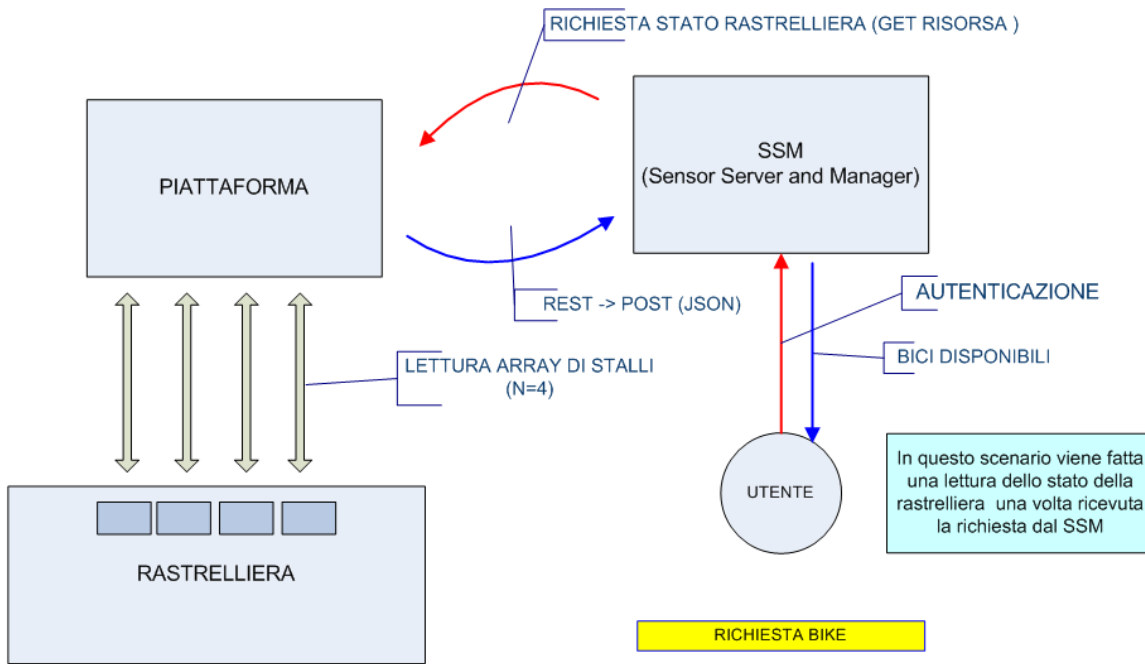 RICHIESTA STATO RASTRELLIERA (GET RISORSA )
PIATTAFORMA
SSM
(Sensor Server and Manager)
REST -> POST (JSON)
AUTENTICAZIONE
LETTURA ARRAY DI STALLI
(N=4)
BICI DISPONIBILI
UTENTE
In questo scenario viene fatta
una lettura dello stato della
rastrelliera una volta ricevuta
la richiesta dal SSM
RASTRELLIERA
RICHIESTA BIKE